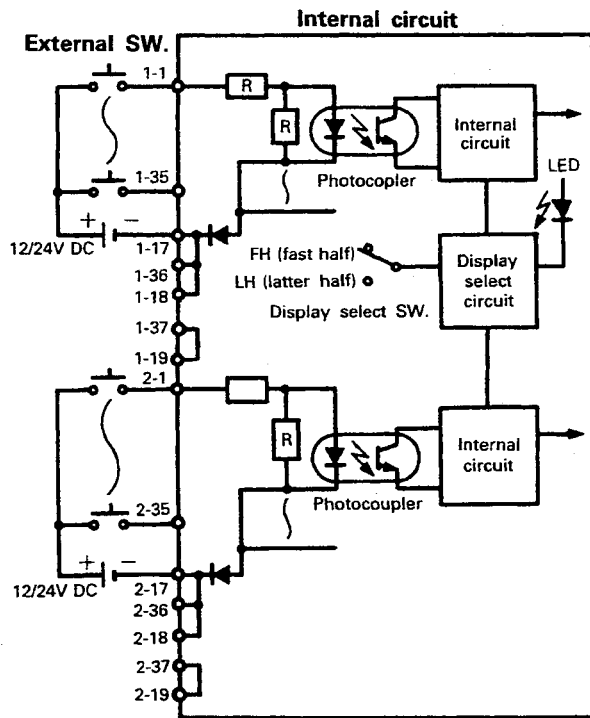 Internal circuit
External SW.
1-1
R
R
Internal
circuit
Photocopler
LED
1-35
+ −
12/24V DC
1-17
1-36
1-18
FH (fast half)
LH (latter half)
Display select SW.
Display
select
circuit
1-37
1-19
2-1
R
Internal
circuit
Photocoupler
2-35
+ −
12/24V DC
2-17
2-36
2-18
2-37
2-19